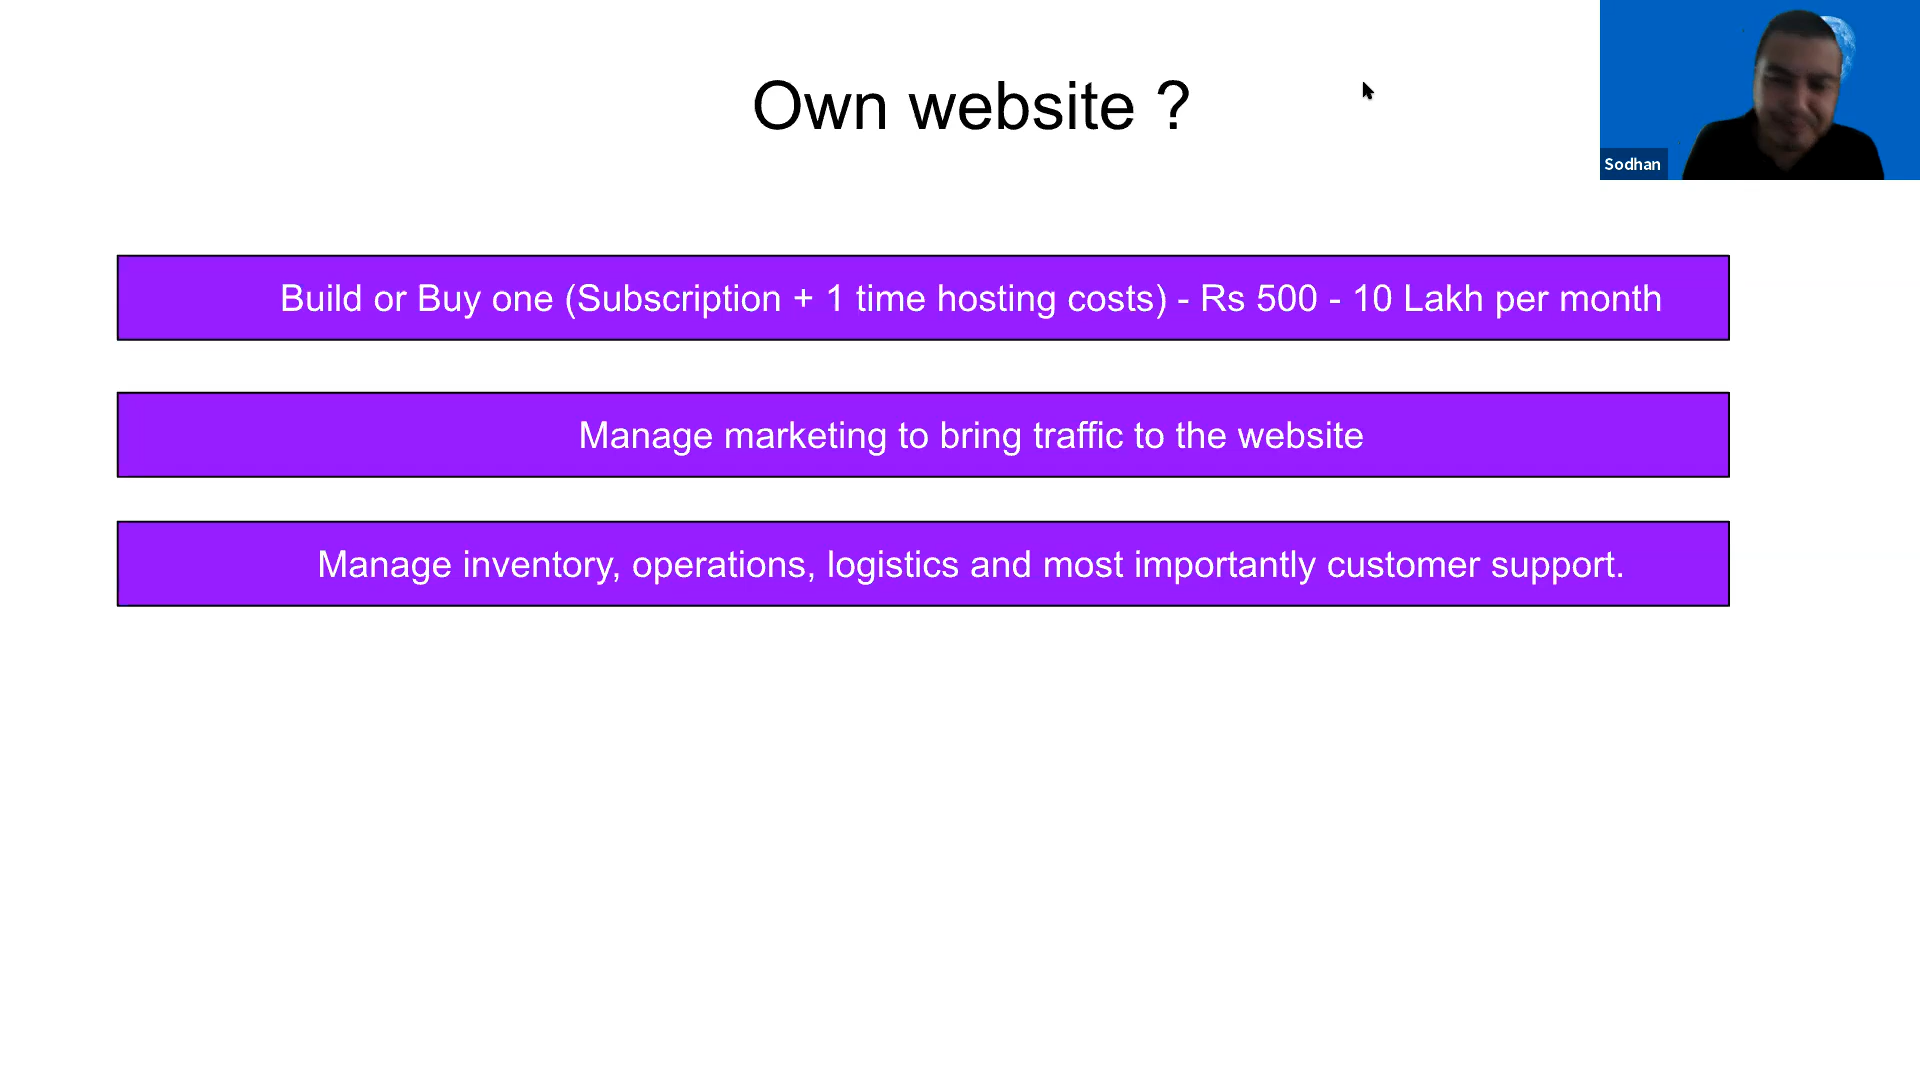 Own website ?
Sodhan
Build or Buy one (Subscription + 1 time hosting costs) - Rs 500 - 10 Lakh per month
Manage marketing to bring traffic to the website
Manage inventory, operations, logistics and most importantly customer support.